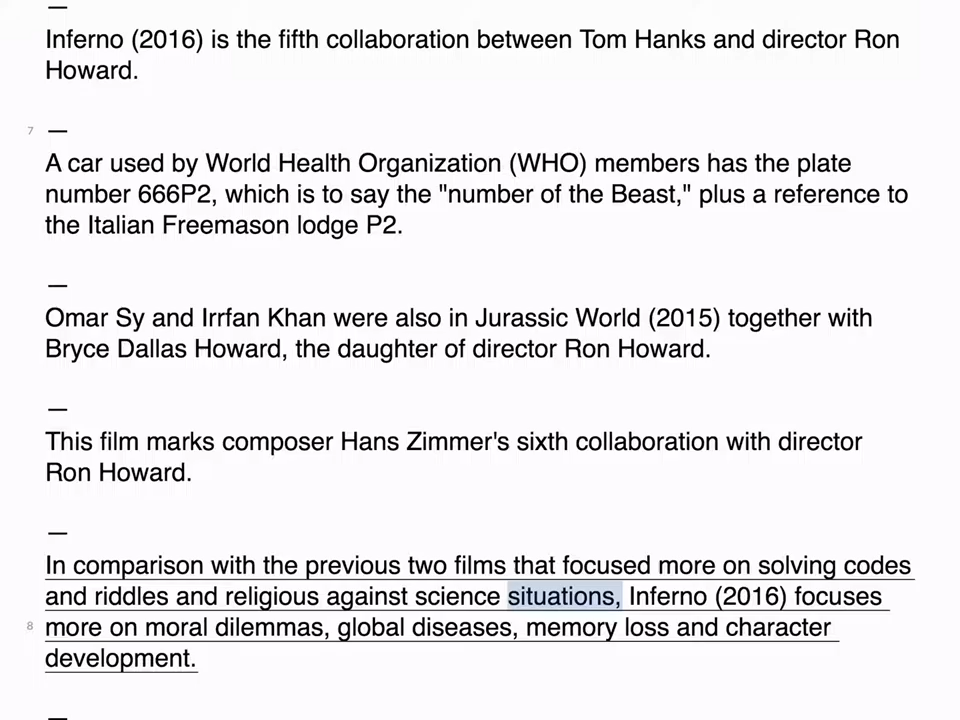 —
Inferno (2016) is the fifth collaboration between Tom Hanks and director Ron
Howard.
7 —
A car used by World Health Organization (WHO) members has the plate
number 666P2, which is to say the "number of the Beast," plus a reference to
the Italian Freemason lodge P2.
—
Omar Sy and Irrfan Khan were also in Jurassic World (2015) together with
Bryce Dallas Howard, the daughter of director Ron Howard.
—
This film marks composer Hans Zimmer's sixth collaboration with director
Ron Howard.
—
In comparison with the previous two films that focused more on solving codes
and riddles and religious against science situations, Inferno (2016) focuses
8 more on moral dilemmas, global diseases, memory loss and character
development.
—